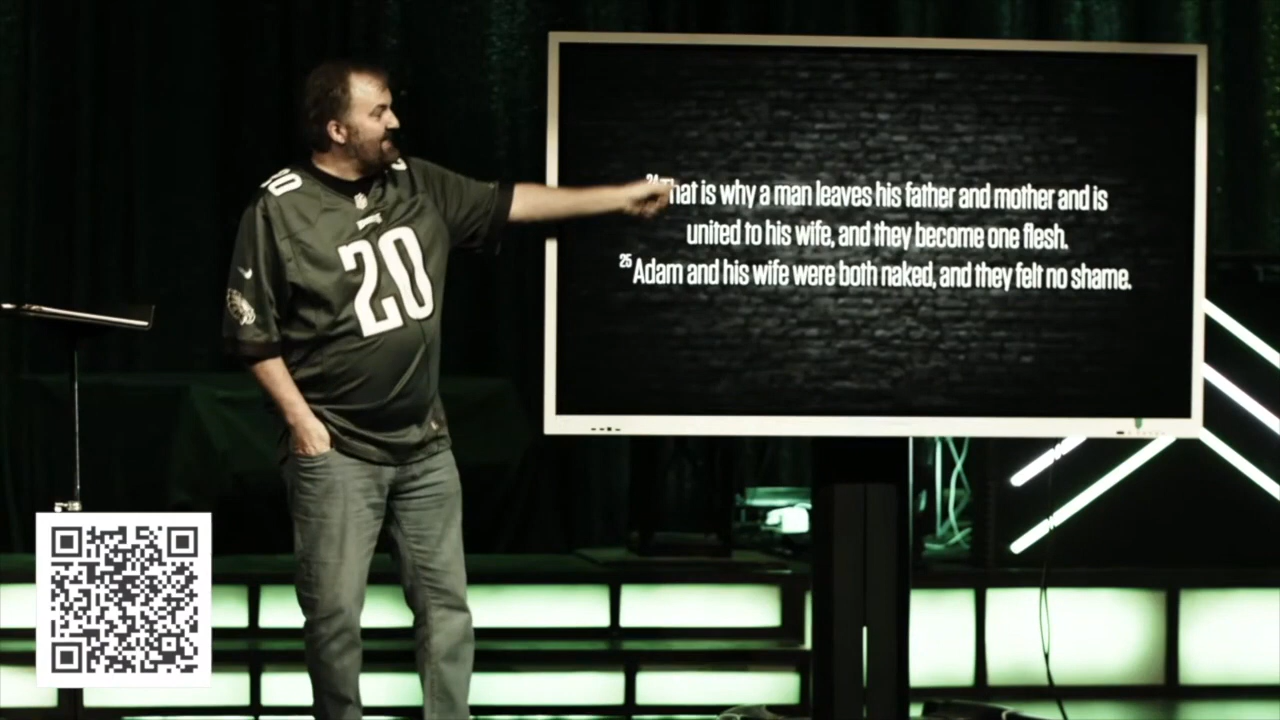 20
20
24 That is why a man leaves his father and mother and is
united to his wife, and they become one flesh.
25 Adam and his wife were both naked, and they felt no shame.